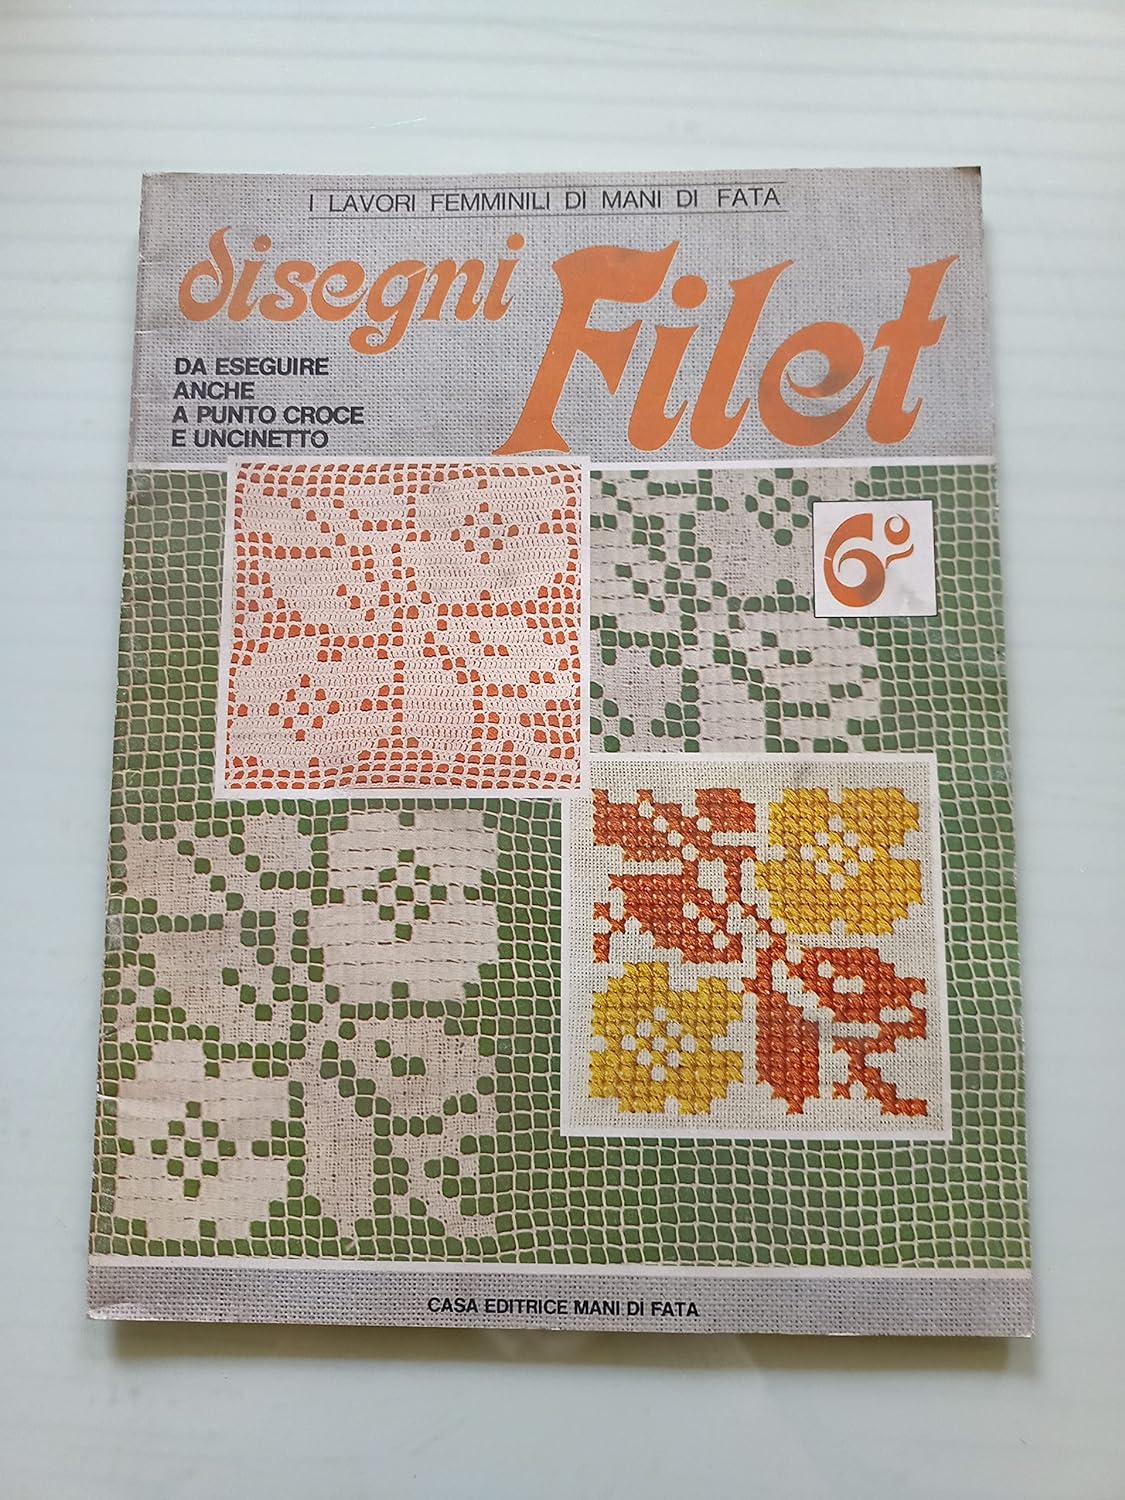 I LAVORI FEMMINILI DI MANI DI FATA
disegni Filet
DA ESEGUIRE
ANCHE
A PUNTO CROCE
E UNCINETTO
6°
CASA EDITRICE MANI DI FATA